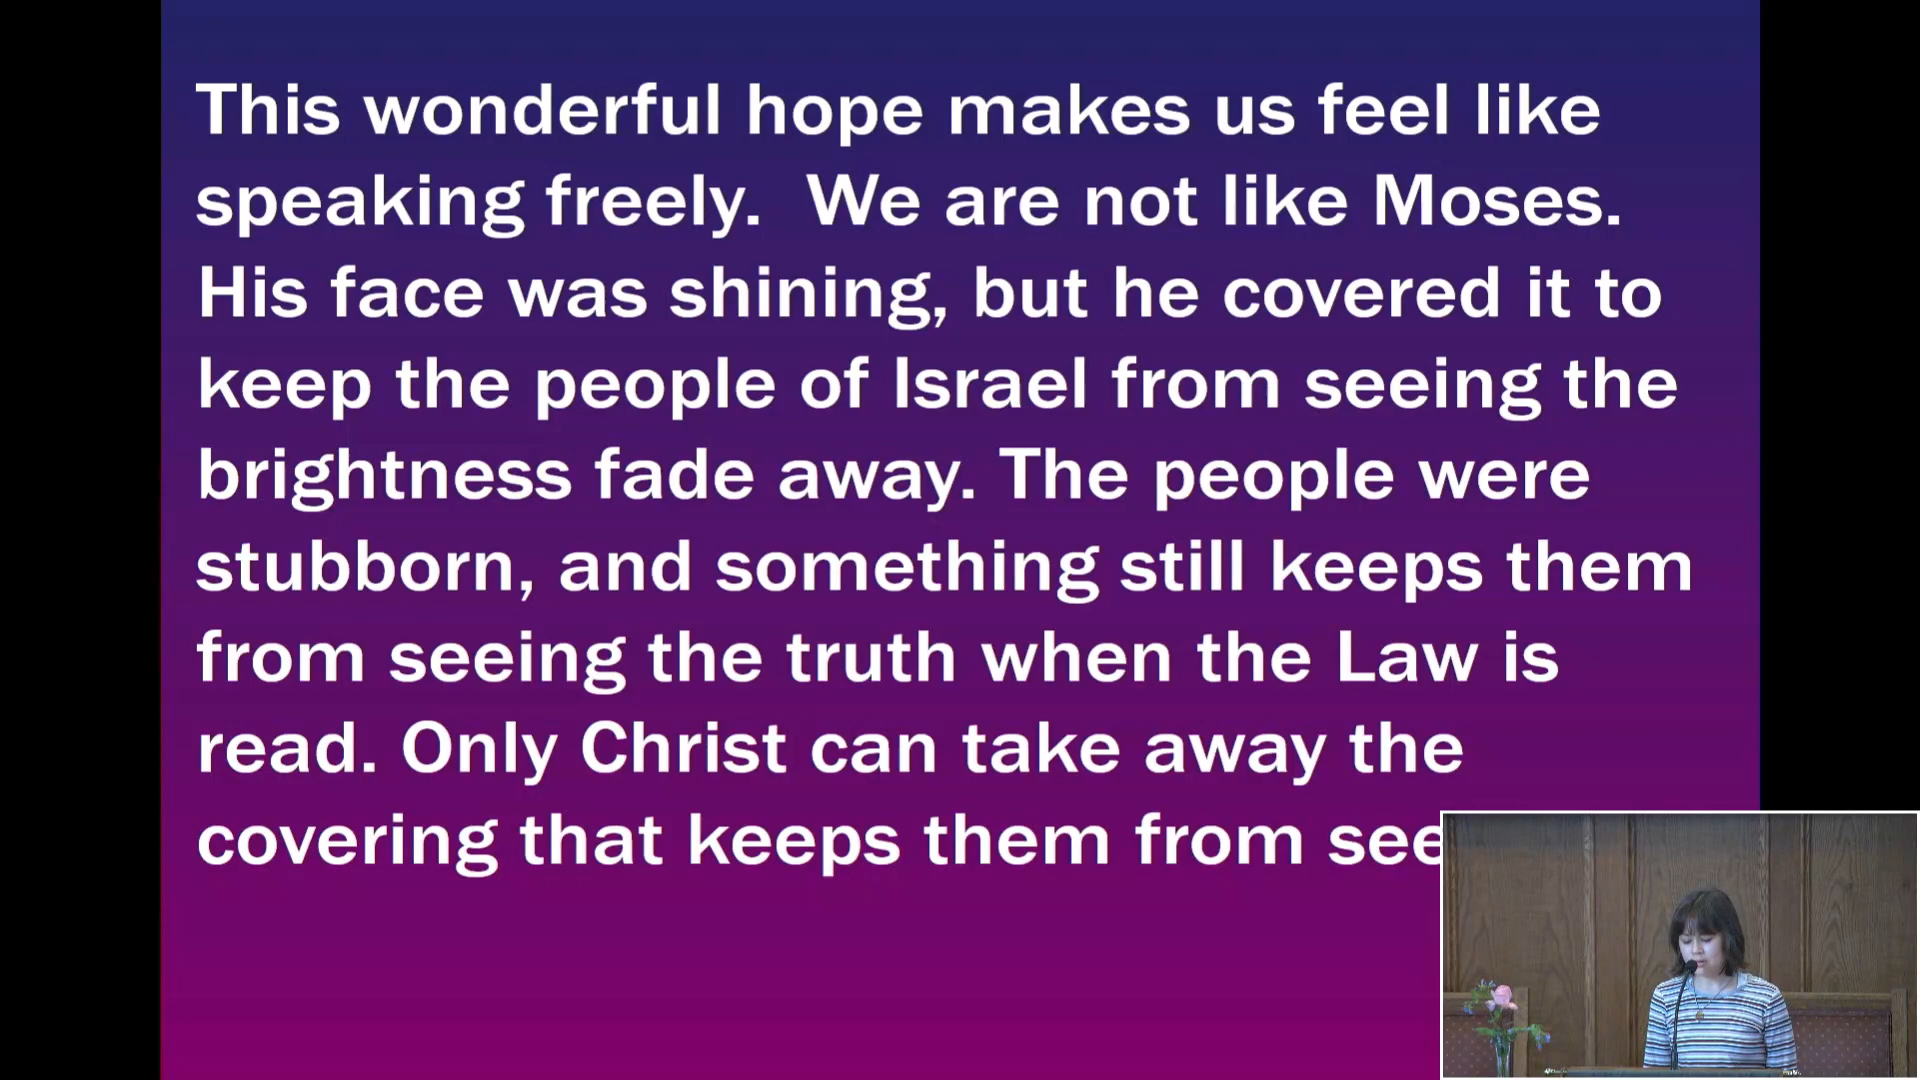 This wonderful hope makes us feel like
speaking freely.  We are not like Moses.
His face was shining, but he covered it to
keep the people of Israel from seeing the
brightness fade away. The people were
stubborn, and something still keeps them
from seeing the truth when the Law is
read. Only Christ can take away the
covering that keeps them from